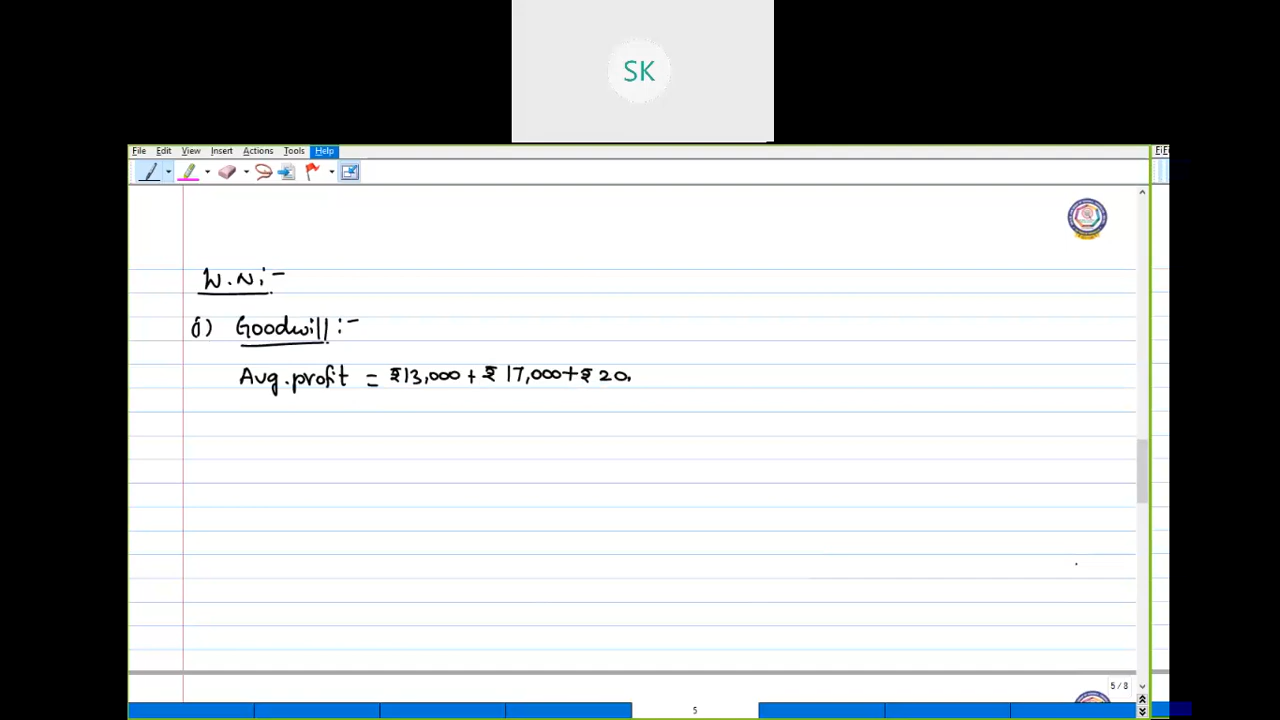 SK
File Edit View Insert Actions Tools Help
W.N:-
(i) Goodwill :-
Avg. profit = ₹13,000 + ₹ 17,000 + ₹ 20,
5 / 8
5